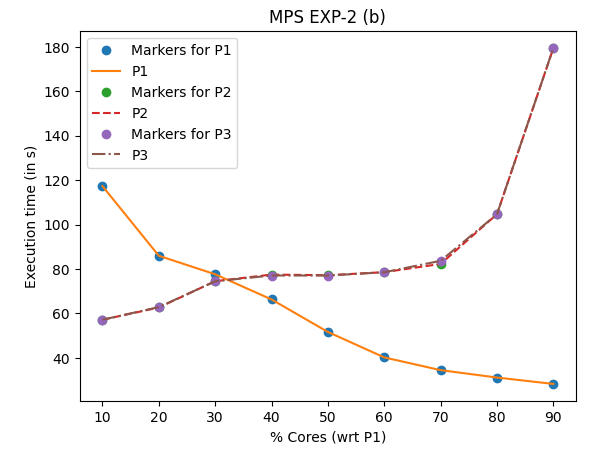 MPS EXP-2 (b)
Markers for P1
P1
Markers for P2
P2
Markers for P3
P3
Execution time (in s)
180
160
140
120
100
80
60
40
10 20 30 40 50 60 70 80 90
% Cores (wrt P1)